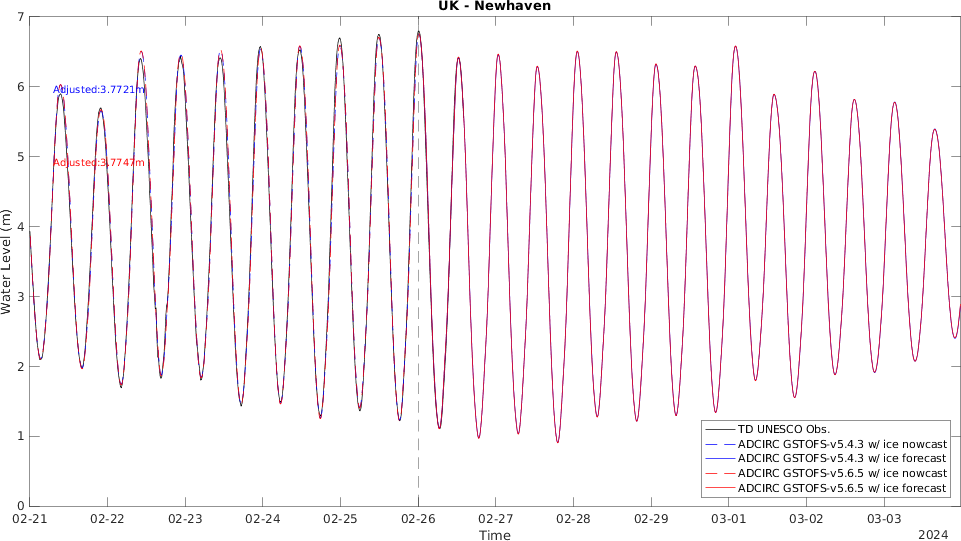 UK - Newhaven
7
6
5
4
3
2
1
0
Water Level (m)
Adjusted:3.7721m
Adjusted:3.7747m
TD UNESCO Obs.
ADCIRC GSTOFS-v5.4.3 w/ ice nowcast
ADCIRC GSTOFS-v5.4.3 w/ ice forecast
ADCIRC GSTOFS-v5.6.5 w/ ice nowcast
ADCIRC GSTOFS-v5.6.5 w/ ice forecast
02-21 02-22 02-23 02-24 02-25 02-26 02-27 02-28 02-29 03-01 03-02 03-03
Time
2024